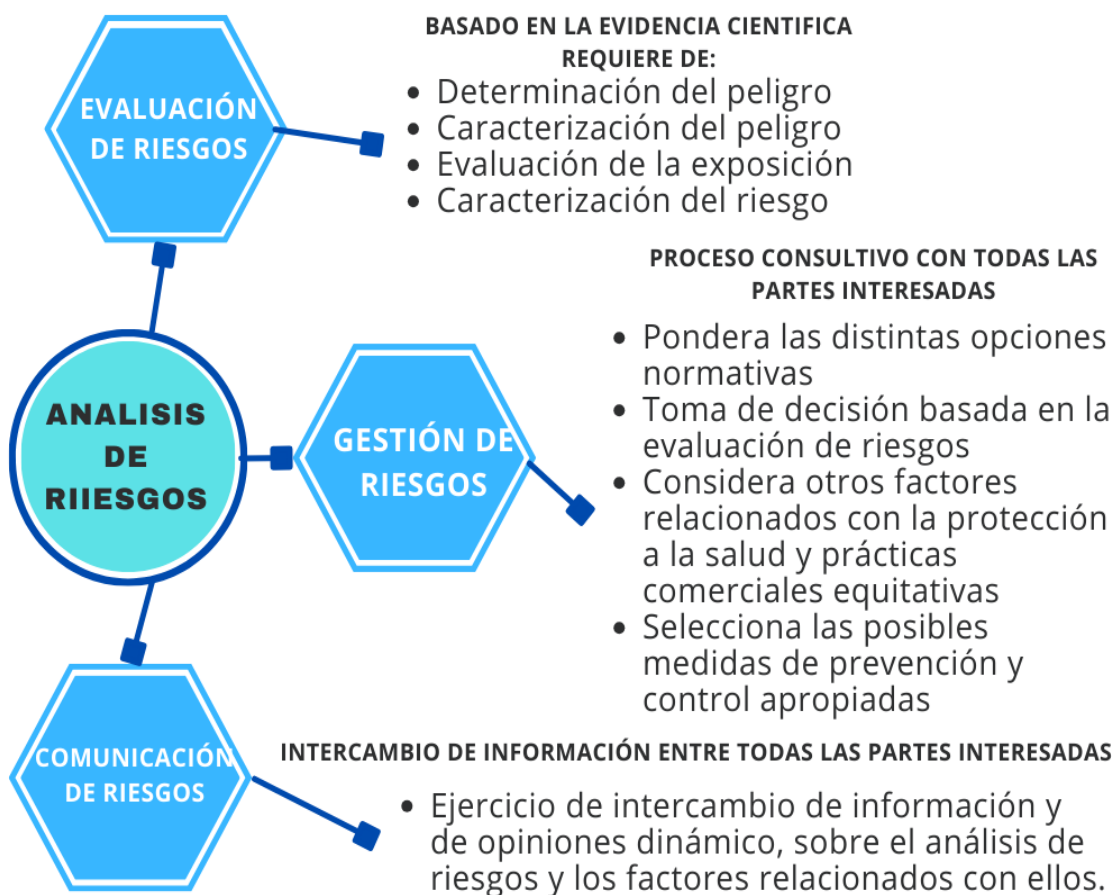 BASADO EN LA EVIDENCIA CIENTIFICA
REQUIERE DE:
EVALUACIÓN
DE RIESGOS
• Determinación del peligro
• Caracterización del peligro
• Evaluación de la exposición
• Caracterización del riesgo
PROCESO CONSULTIVO CON TODAS LAS
PARTES INTERESADAS
ANALISIS
DE
RIIESGOS
GESTIÓN DE
RIESGOS
• Pondera las distintas opciones
normativas
• Toma de decisión basada en la
evaluación de riesgos
• Considera otros factores
relacionados con la protección
a la salud y prácticas
comerciales equitativas
• Selecciona las posibles
medidas de prevención y
control apropiadas
COMUNICACIÓN
DE RIESGOS
INTERCAMBIO DE INFORMACIÓN ENTRE TODAS LAS PARTES INTERESADAS
• Ejercicio de intercambio de información y
de opiniones dinámico, sobre el análisis de
riesgos y los factores relacionados con ellos.